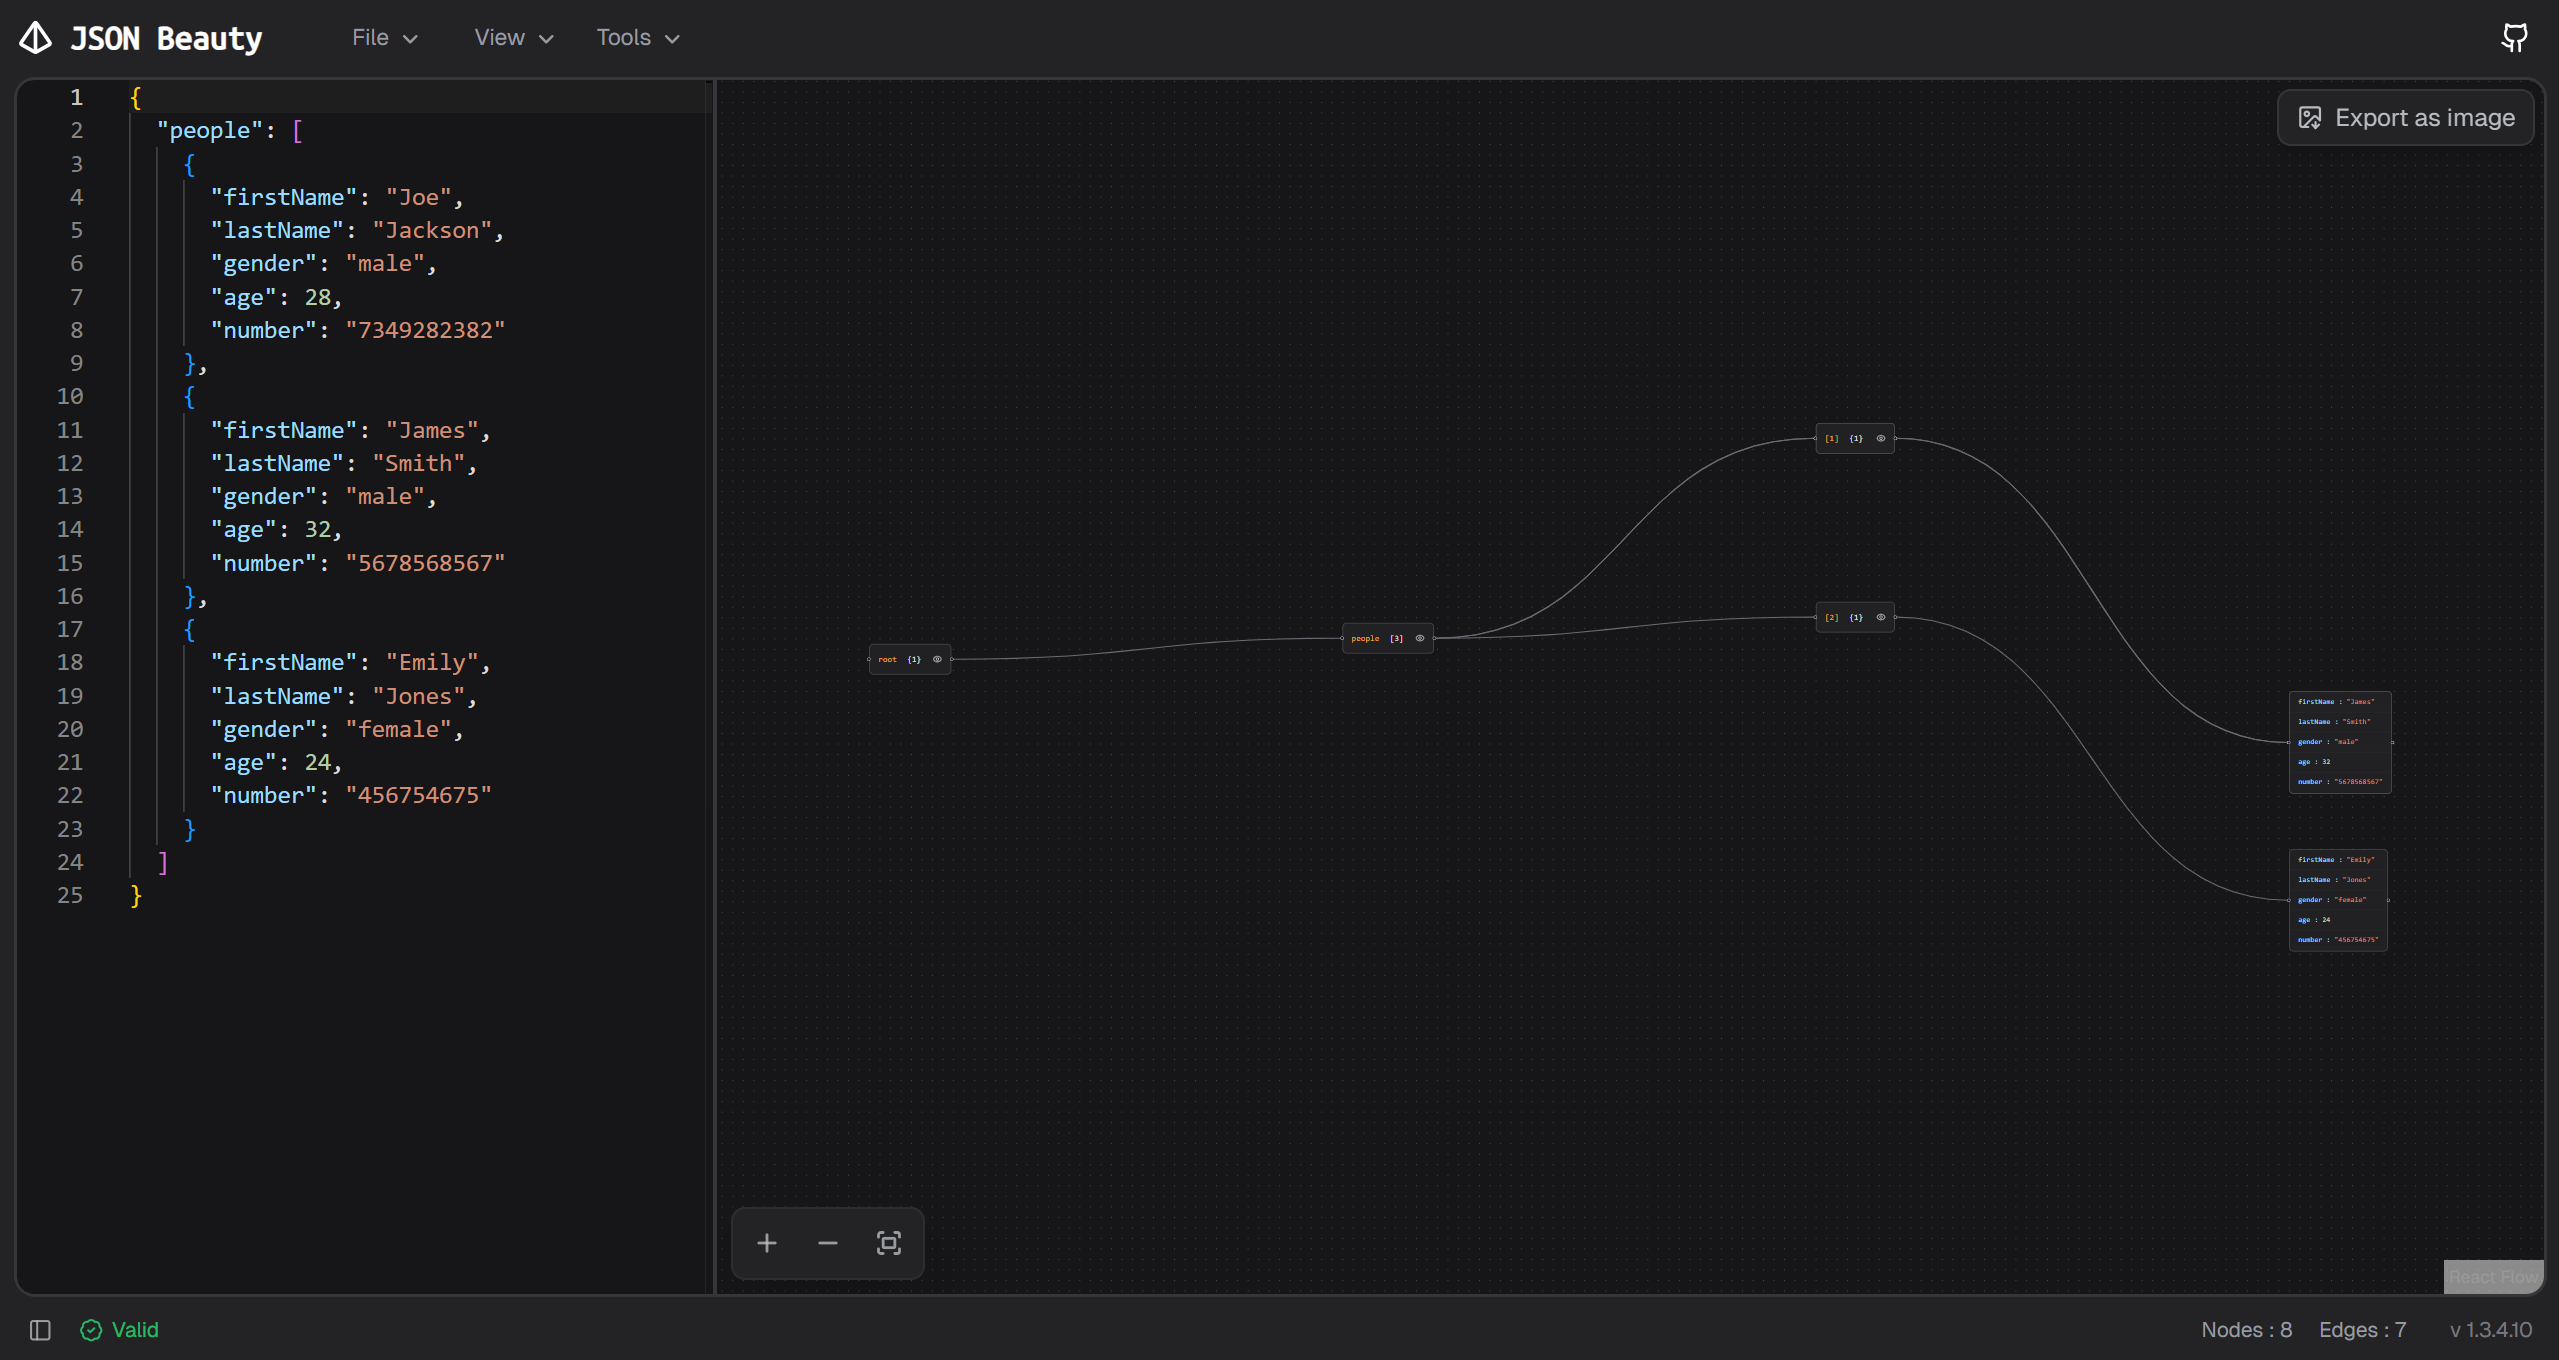 JSON Beauty File View Tools
Export as image
1 {
2 "people": [
3 {
4 "firstName": "Joe",
5 "lastName": "Jackson",
6 "gender": "male",
7 "age": 28,
8 "number": "7349282382"
9 },
10 {
11 "firstName": "James",
12 "lastName": "Smith",
13 "gender": "male",
14 "age": 32,
15 "number": "5678568567"
16 },
17 {
18 "firstName": "Emily",
19 "lastName": "Jones",
20 "gender": "female",
21 "age": 24,
22 "number": "456754675"
23 }
24 ]
25 }
root {1}
people [3]
[1] {1}
[2] {1}
firstName : "James"
lastName : "Smith"
gender : "male"
age : 32
number : "5678568567"
firstName : "Emily"
lastName : "Jones"
gender : "female"
age : 24
number : "456754675"
React Flow
Valid
Nodes : 8 Edges : 7 v 1.3.4.10